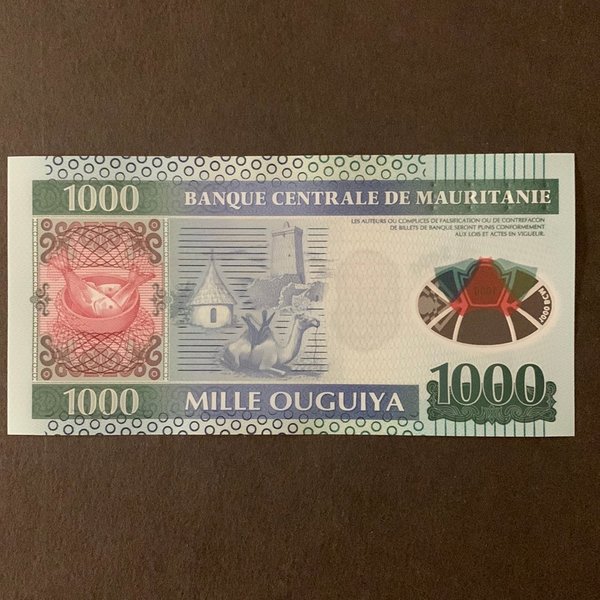 1000 BANQUE CENTRALE DE MAURITANIE
LES AUTEURS OU COMPLICES DE FALSIFICATION OU DE CONTREFACON
DE BILLETS DE BANQUE SERONT PUNIS CONFORMEMENT
AUX LOIS ET ACTES EN VIGUEUR.
1000 MILLE OUGUIYA 1000